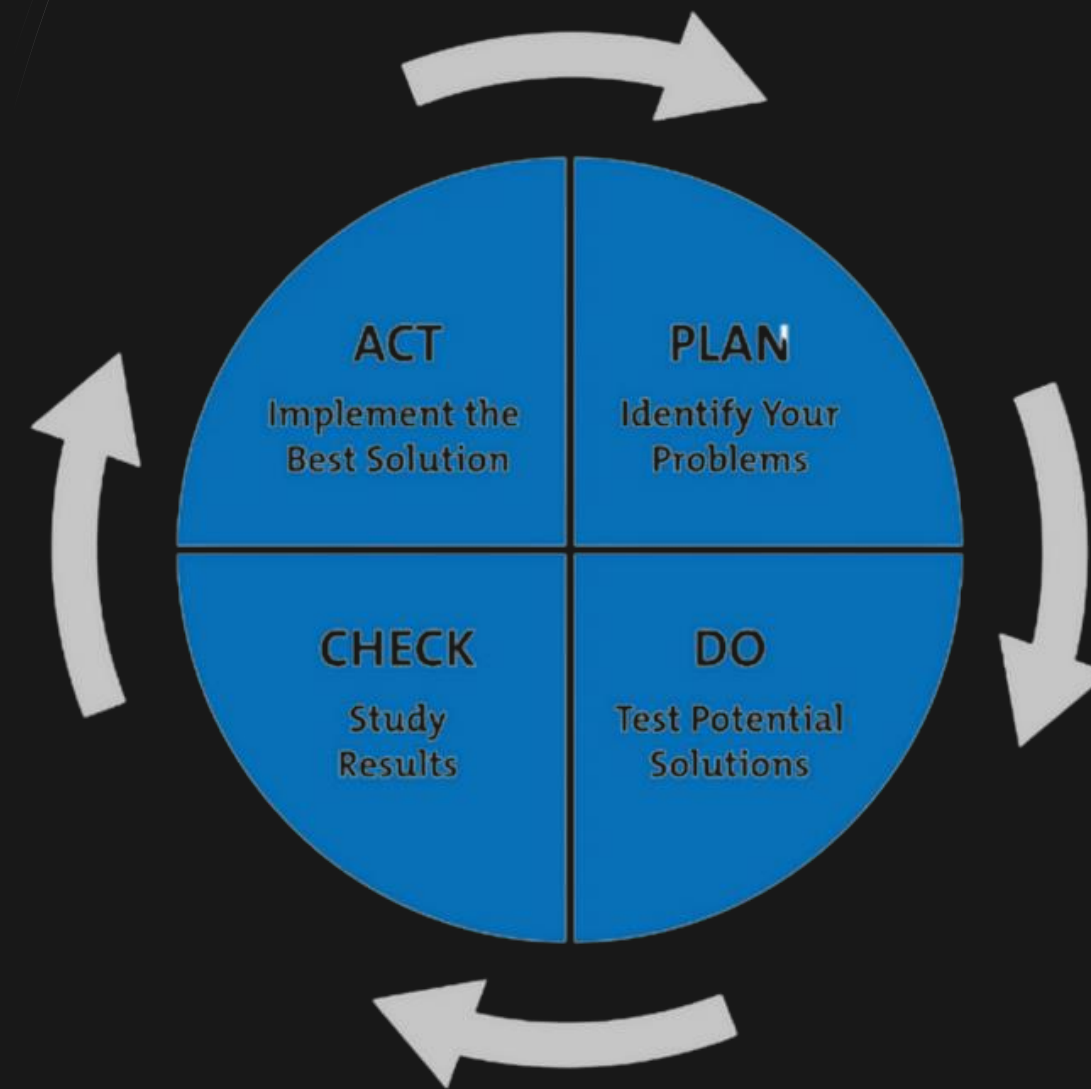 ACT
Implement the
Best Solution
PLAN
Identify Your
Problems
CHECK
Study
Results
DO
Test Potential
Solutions